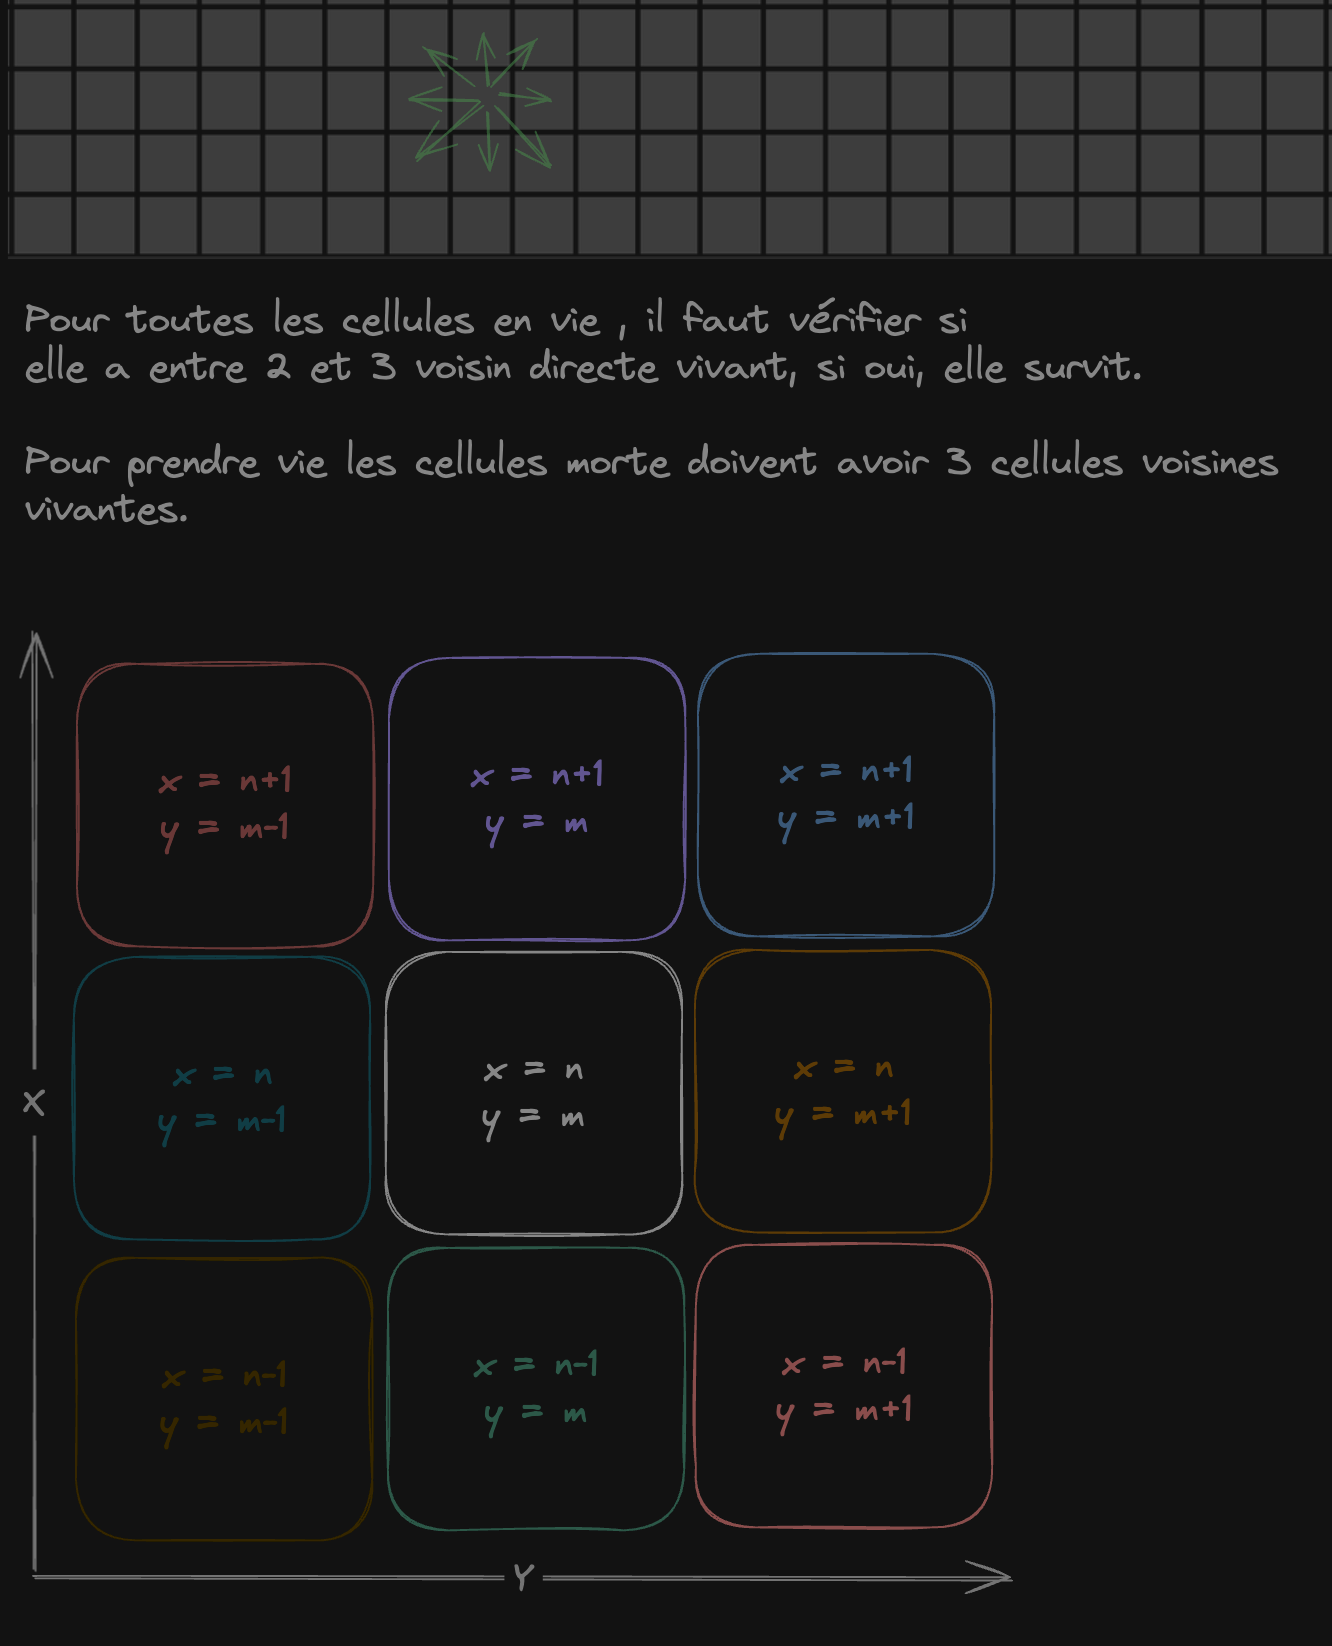 Pour toutes les cellules en vie , il faut vérifier si
elle a entre 2 et 3 voisin directe vivant, si oui, elle survit.
Pour prendre vie les cellules morte doivent avoir 3 cellules voisines
vivantes.
x = n+1
y = m-1
x = n+1
y = m
x = n+1
y = m+1
x = n
y = m-1
x = n
y = m
x = n
y = m+1
X
x = n-1
y = m-1
x = n-1
y = m
x = n-1
y = m+1
Y